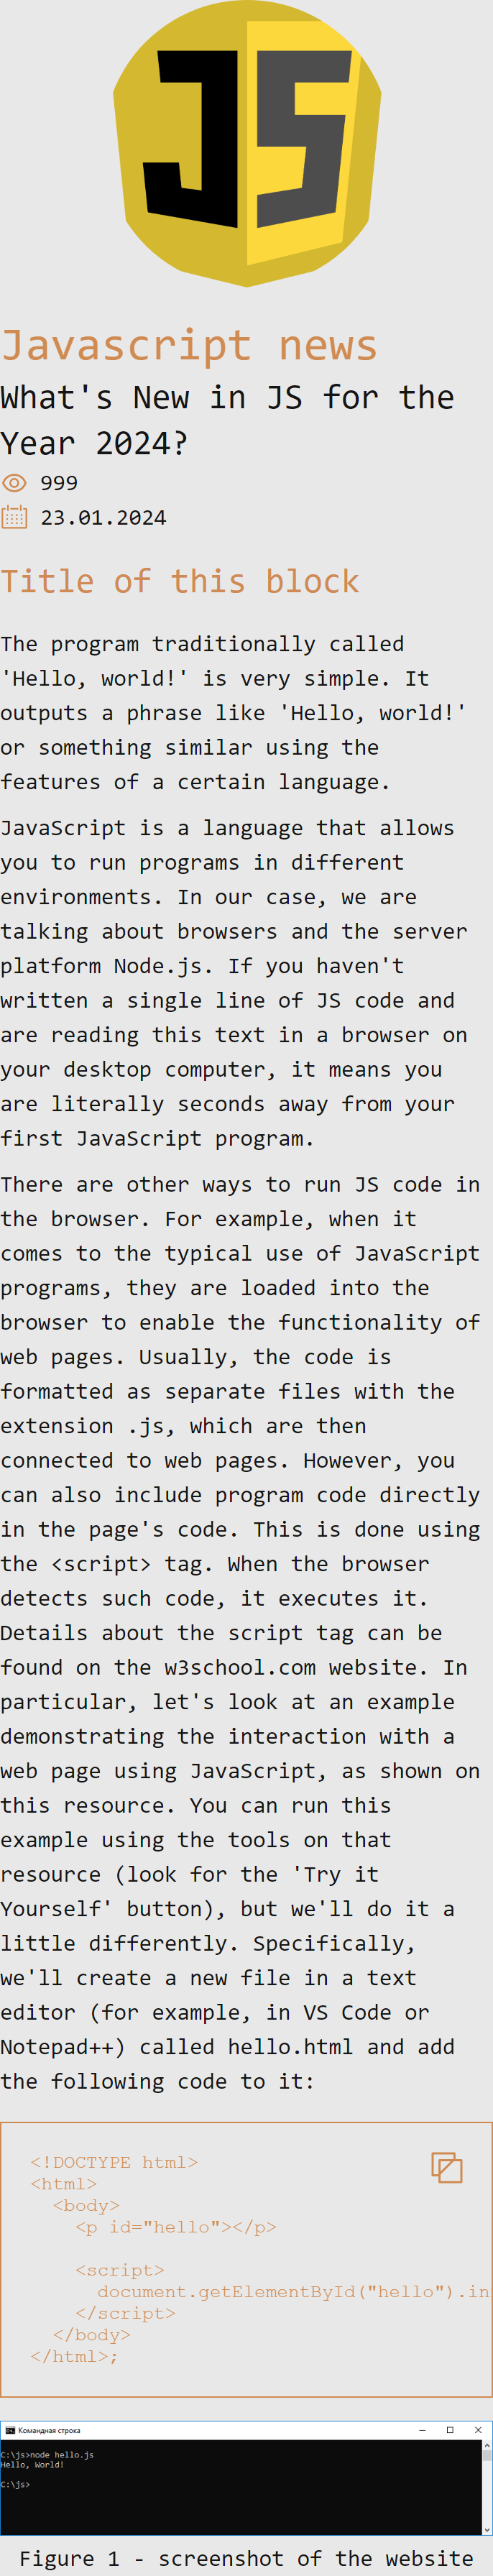 JS
Javascript news
What's New in JS for the
Year 2024?
999
23.01.2024
Title of this block
The program traditionally called
'Hello, world!' is very simple. It
outputs a phrase like 'Hello, world!'
or something similar using the
features of a certain language.
JavaScript is a language that allows
you to run programs in different
environments. In our case, we are
talking about browsers and the server
platform Node.js. If you haven't
written a single line of JS code and
are reading this text in a browser on
your desktop computer, it means you
are literally seconds away from your
first JavaScript program.
There are other ways to run JS code in
the browser. For example, when it
comes to the typical use of JavaScript
programs, they are loaded into the
browser to enable the functionality of
web pages. Usually, the code is
formatted as separate files with the
extension .js, which are then
connected to web pages. However, you
can also include program code directly
in the page's code. This is done using
the <script> tag. When the browser
detects such code, it executes it.
Details about the script tag can be
found on the w3school.com website. In
particular, let's look at an example
demonstrating the interaction with a
web page using JavaScript, as shown on
this resource. You can run this
example using the tools on that
resource (look for the 'Try it
Yourself' button), but we'll do it a
little differently. Specifically,
we'll create a new file in a text
editor (for example, in VS Code or
Notepad++) called hello.html and add
the following code to it:
<!DOCTYPE html>
<html>
<body>
<p id="hello"></p>
<script>
document.getElementById("hello").in
</script>
</body>
</html>;
Командная строка
C:\js>node hello.js
Hello, World!
C:\js>
Figure 1 - screenshot of the website